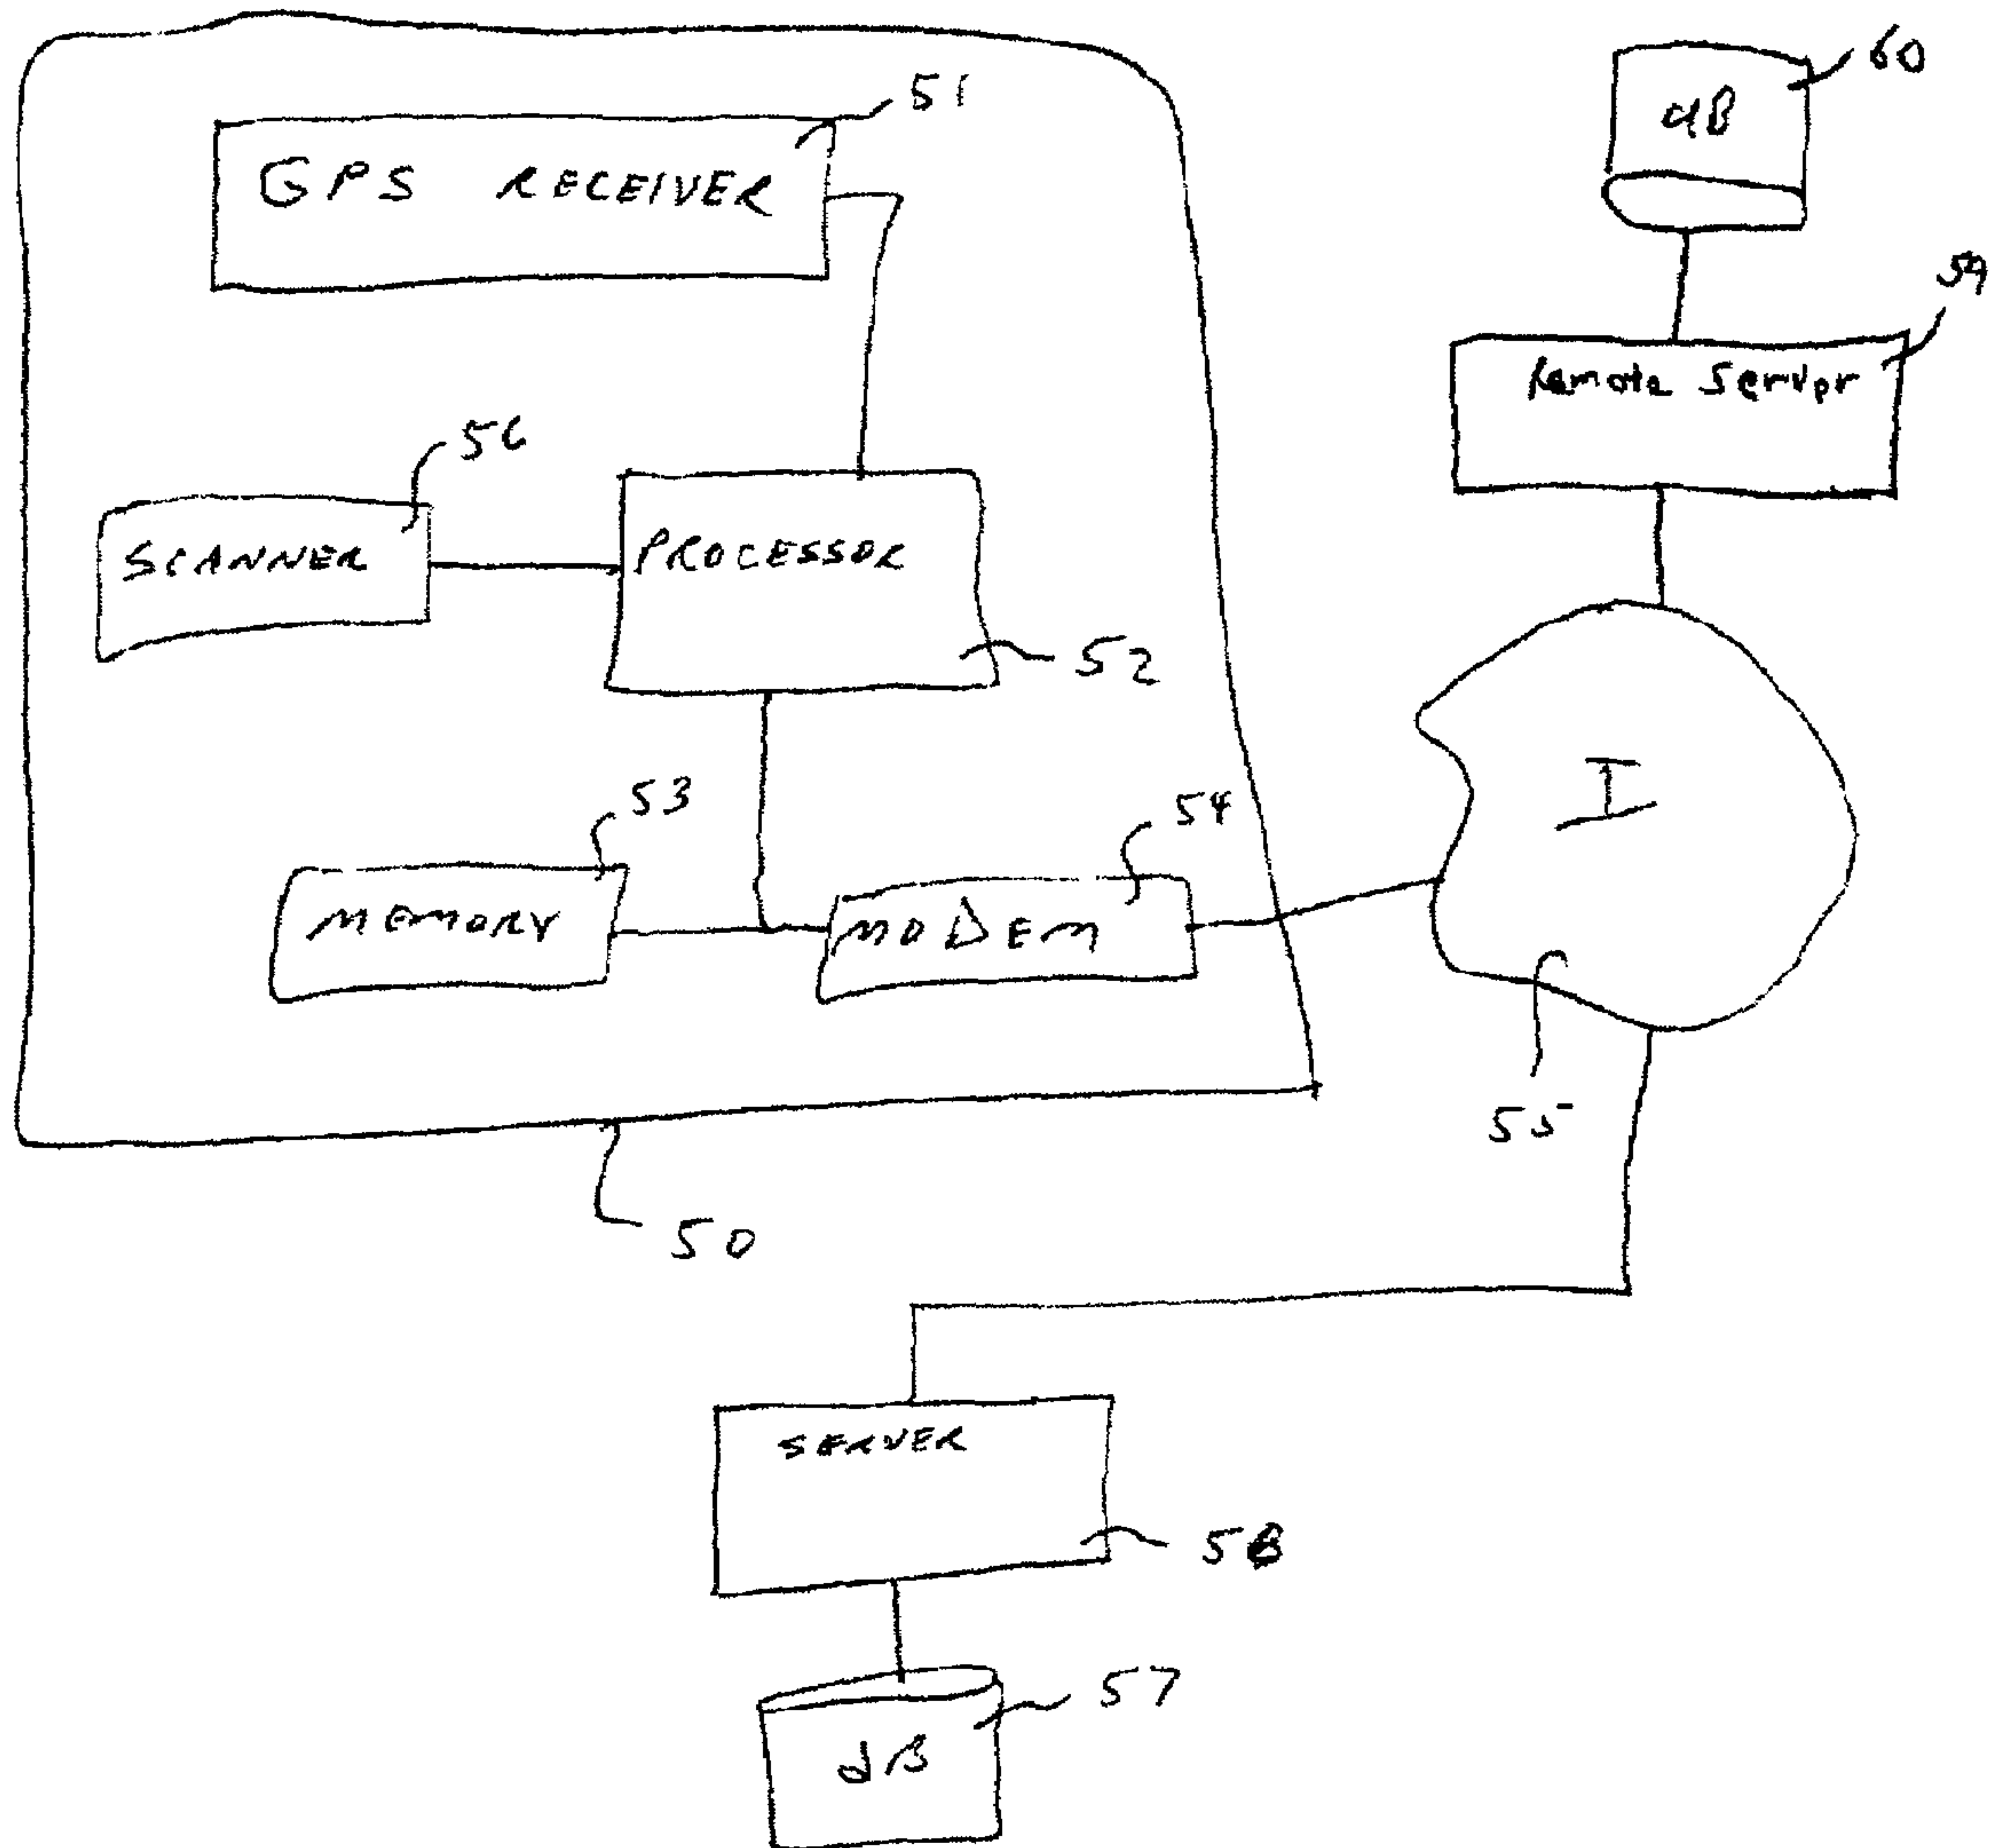 51
60
GPS RECEIVER
dB
59
Remote Server
56
SCANNER
PROCESSOR
52
53
54
I
MEMORY
MODEM
55
50
SERVER
58
57
dB